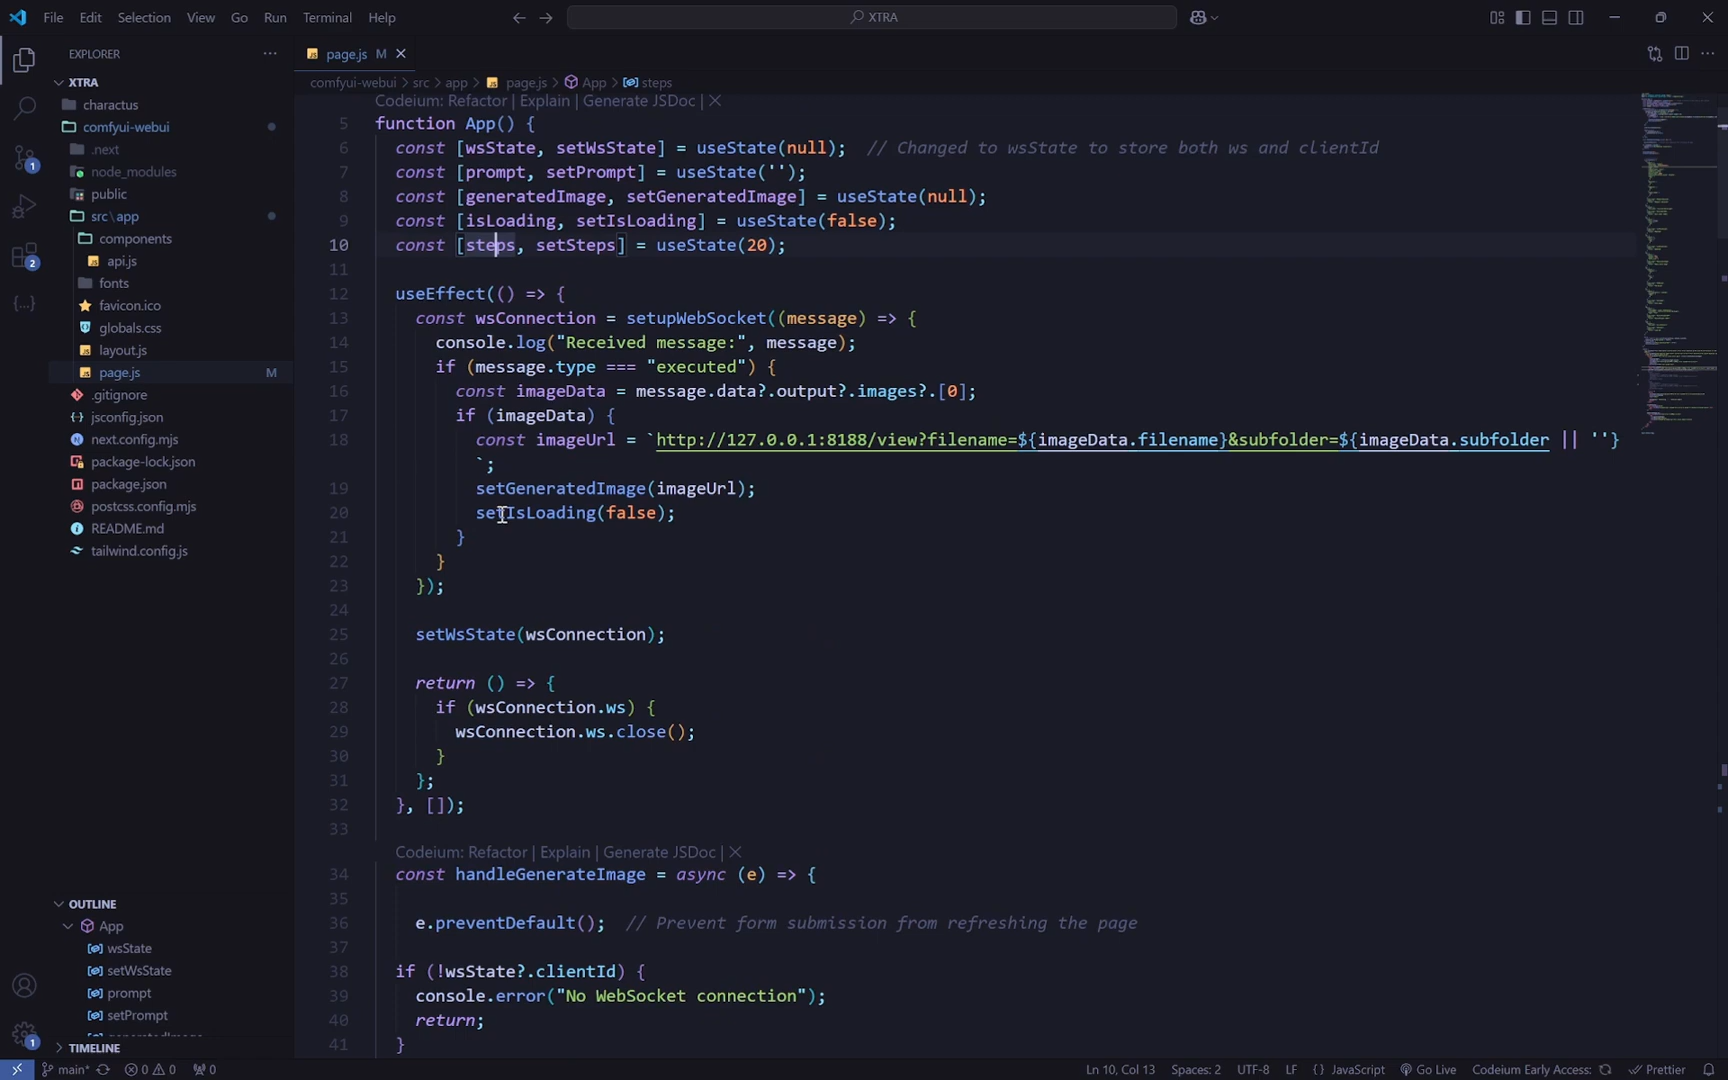 File Edit Selection View Go Run Terminal Help
XTRA
EXPLORER
XTRA
charactus
comfyui-webui
.next
node_modules
public
src\app
components
api.js
fonts
favicon.ico
globals.css
layout.js
page.js M
.gitignore
jsconfig.json
next.config.mjs
package-lock.json
package.json
postcss.config.mjs
README.md
tailwind.config.js
OUTLINE
App
wsState
setWsState
prompt
setPrompt
TIMELINE
1
2
1
page.js M
comfyui-webui > src > app > page.js > App > steps
Codeium: Refactor | Explain | Generate JSDoc | X
5 function App() {
6 const [wsState, setWsState] = useState(null); // Changed to wsState to store both ws and clientId
7 const [prompt, setPrompt] = useState('');
8 const [generatedImage, setGeneratedImage] = useState(null);
9 const [isLoading, setIsLoading] = useState(false);
10 const [steps, setSteps] = useState(20);
11
12 useEffect(() => {
13 const wsConnection = setupWebSocket((message) => {
14 console.log("Received message:", message);
15 if (message.type === "executed") {
16 const imageData = message.data?.output?.images?.[0];
17 if (imageData) {
18 const imageUrl = `http://127.0.0.1:8188/view?filename=${imageData.filename}&subfolder=${imageData.subfolder || ''}
`;
19 setGeneratedImage(imageUrl);
20 setIsLoading(false);
21 }
22 }
23 });
24
25 setWsState(wsConnection);
26
27 return () => {
28 if (wsConnection.ws) {
29 wsConnection.ws.close();
30 }
31 };
32 }, []);
33
Codeium: Refactor | Explain | Generate JSDoc | X
34 const handleGenerateImage = async (e) => {
35
36 e.preventDefault(); // Prevent form submission from refreshing the page
37
38 if (!wsState?.clientId) {
39 console.error("No WebSocket connection");
40 return;
41 }
main* 0 0 0 Ln 10, Col 13 Spaces: 2 UTF-8 LF {} JavaScript Go Live Codeium Early Access: Prettier